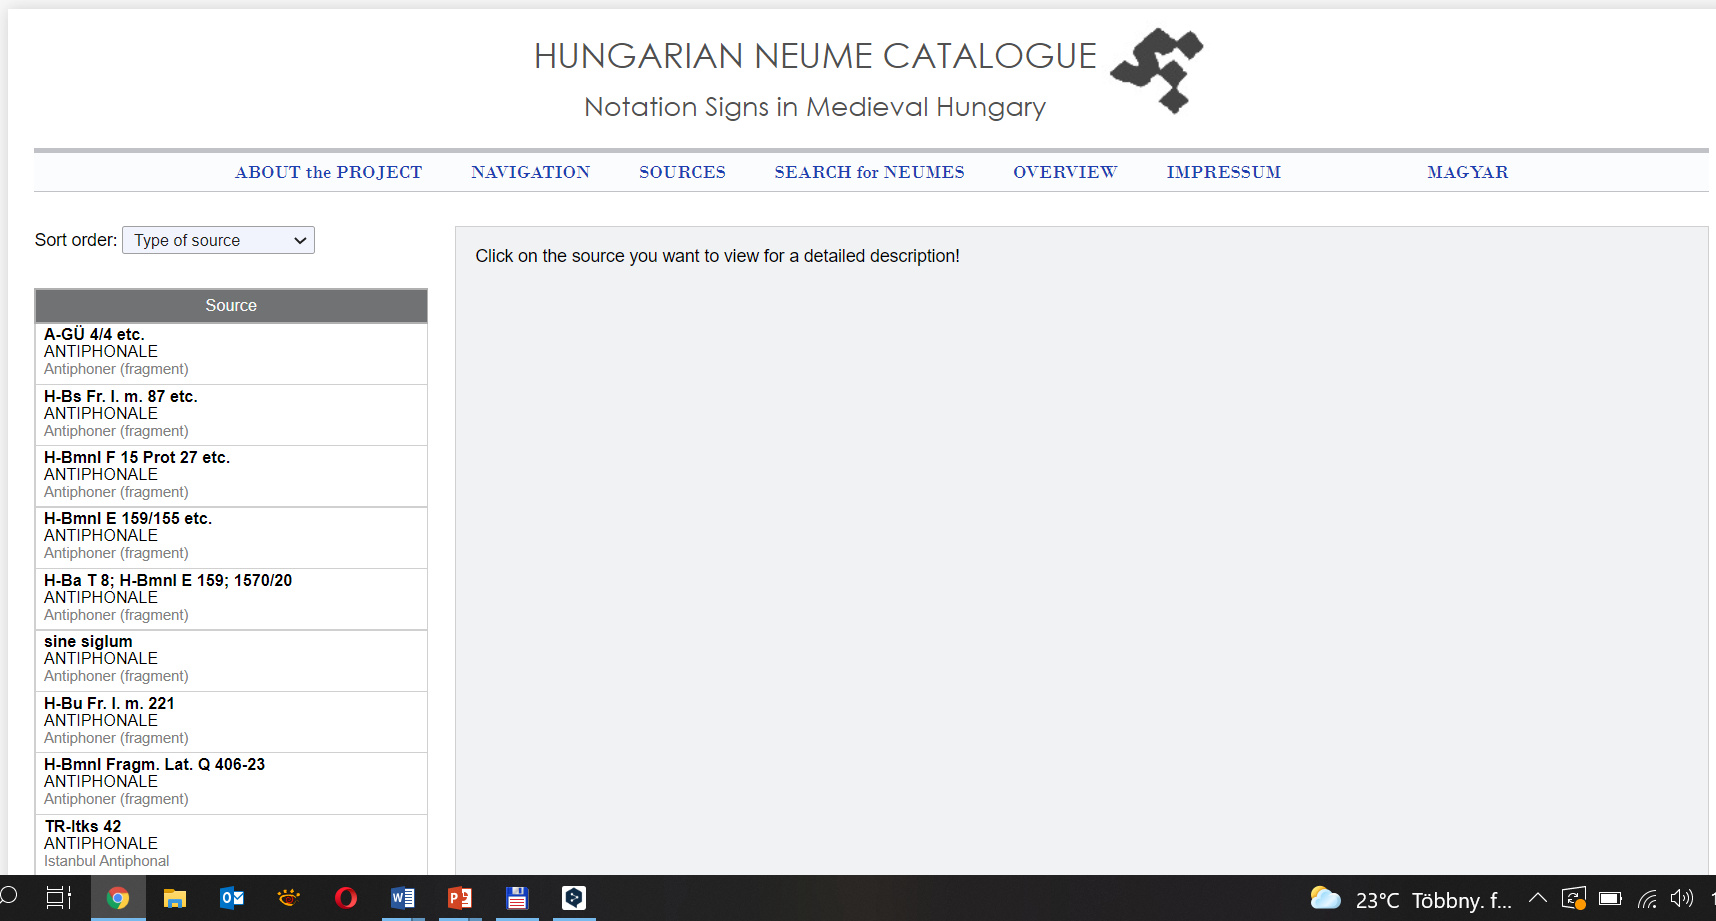 HUNGARIAN NEUME CATALOGUE
Notation Signs in Medieval Hungary
ABOUT the PROJECT NAVIGATION SOURCES SEARCH for NEUMES OVERVIEW IMPRESSUM MAGYAR
Sort order: Type of source
Click on the source you want to view for a detailed description!
Source
A-GÜ 4/4 etc.
ANTIPHONALE
Antiphoner (fragment)
H-Bs Fr. l. m. 87 etc.
ANTIPHONALE
Antiphoner (fragment)
H-Bmnl F 15 Prot 27 etc.
ANTIPHONALE
Antiphoner (fragment)
H-Bmnl E 159/155 etc.
ANTIPHONALE
Antiphoner (fragment)
H-Ba T 8; H-Bmnl E 159; 1570/20
ANTIPHONALE
Antiphoner (fragment)
sine siglum
ANTIPHONALE
Antiphoner (fragment)
H-Bu Fr. l. m. 221
ANTIPHONALE
Antiphoner (fragment)
H-Bmnl Fragm. Lat. Q 406-23
ANTIPHONALE
Antiphoner (fragment)
TR-Itks 42
ANTIPHONALE
Istanbul Antiphonal
23°C Többny. f...